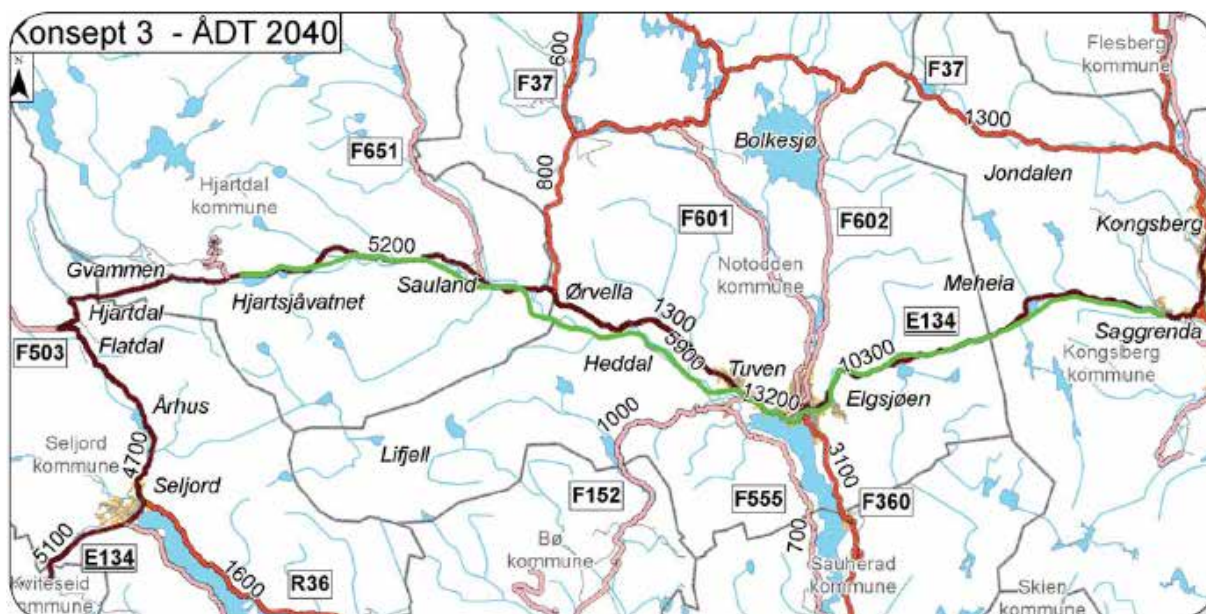 Konsept 3 - ÅDT 2040
N
Flesberg
kommune
600
F37
F37
1300
Bolkesjø
F651
800
Jondalen
Hjartdal
kommune
F601
F602
Kongsberg
5200
Gvammen
Notodden
kommune
Meheia
Hjartsjåvatnet
Sauland
Ørvella
Hjartdal
1300
E134
Saggrenda
F503
Flatdal
5900
10300
Kongsberg
kommune
Heddal
Tuven
13200
Elgsjøen
Århus
1000
Seljord
kommune
4700
Lifjell
3100
Seljord
F152
F555
F360
5100
E134
Bø
kommune
700
Kviteseid
kommune
1600
R36
Sauherad
kommune
Skien
kommune